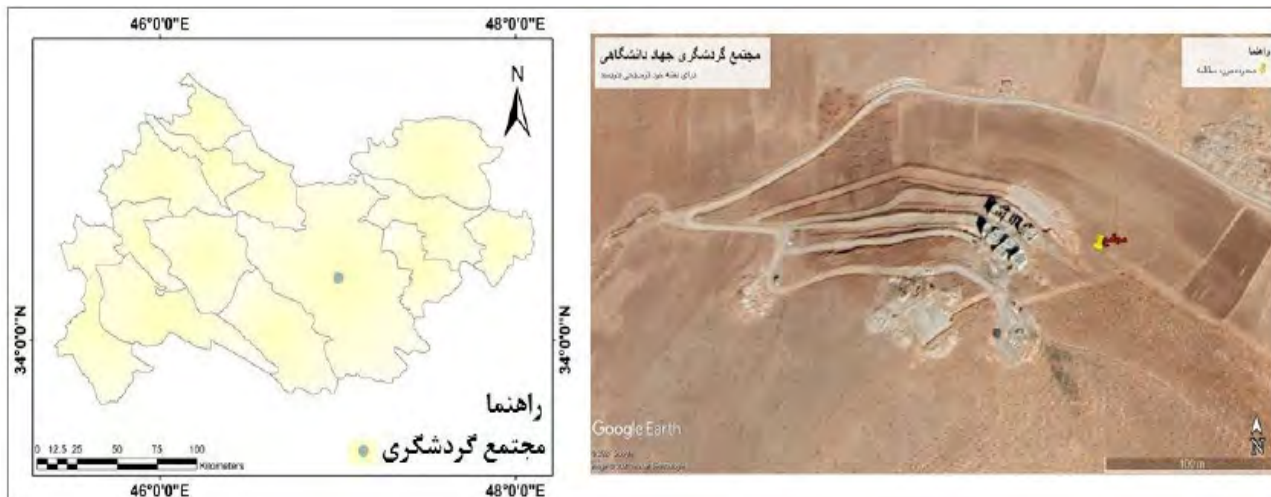 46°0'0"E
48°0'0"E
N
34°0'0"N
34°0'0"N
راهنما
مجتمع گردشگری
0 12.5 25 50 75 100
Kilometers
46°0'0"E
48°0'0"E
مجتمع گردشگری جهاد دانشگاهی
راهنما
Google Earth
N
100 m